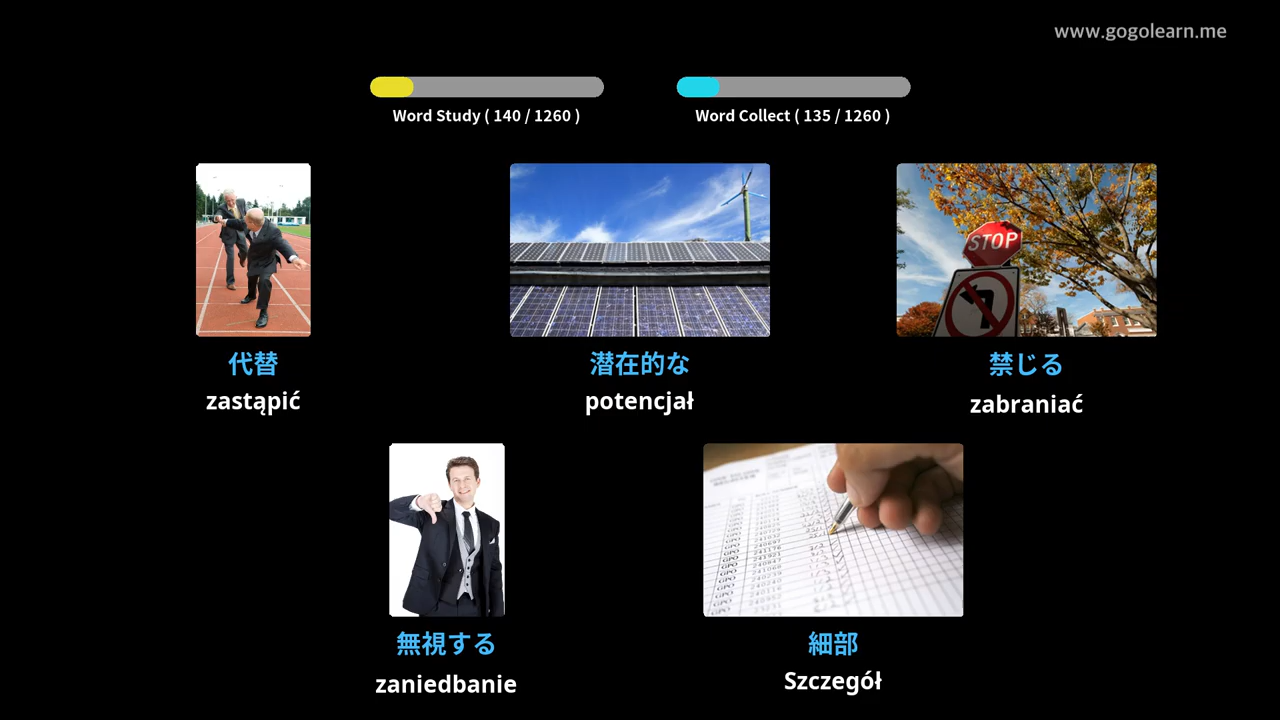 www.gogolearn.me
Word Study ( 140 / 1260 )
Word Collect ( 135 / 1260 )
STOP
代替
zastąpić
潜在的な
potencjał
禁じる
zabraniać
無視する
zaniedbanie
細部
Szczegół